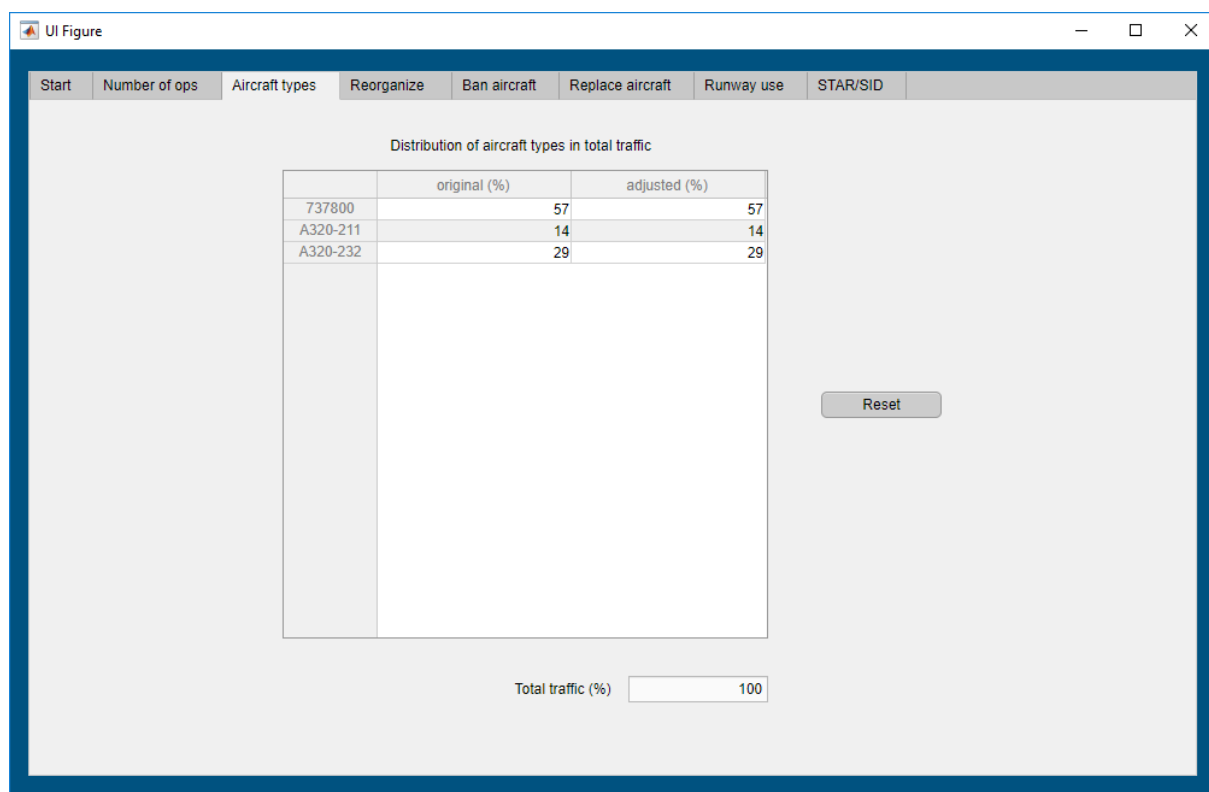 UI Figure
Start Number of ops Aircraft types Reorganize Ban aircraft Replace aircraft Runway use STAR/SID
Distribution of aircraft types in total traffic
original (%) adjusted (%)
737800 57 57
A320-211 14 14
A320-232 29 29
Reset
Total traffic (%) 100